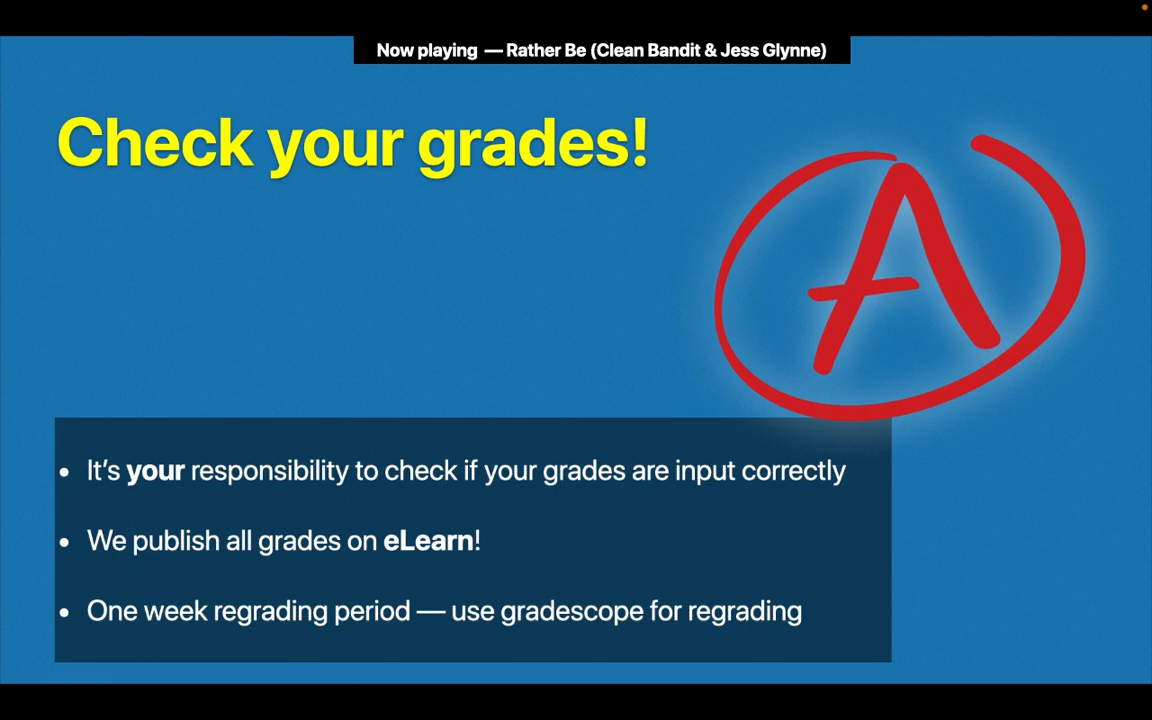 Now playing — Rather Be (Clean Bandit & Jess Glynne)
Check your grades!
A
• It's your responsibility to check if your grades are input correctly
• We publish all grades on eLearn!
• One week regrading period — use gradescope for regrading